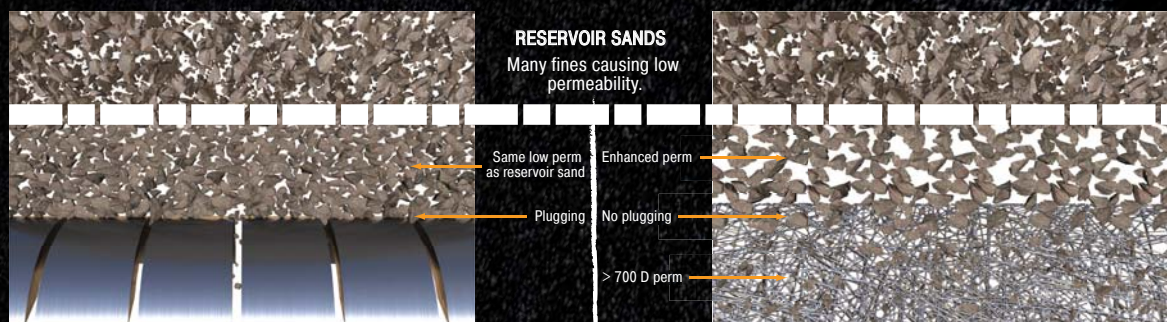 RESERVOIR SANDS
Many fines causing low
permeability.
Same low perm
as reservoir sand
Enhanced perm
Plugging
No plugging
> 700 D perm